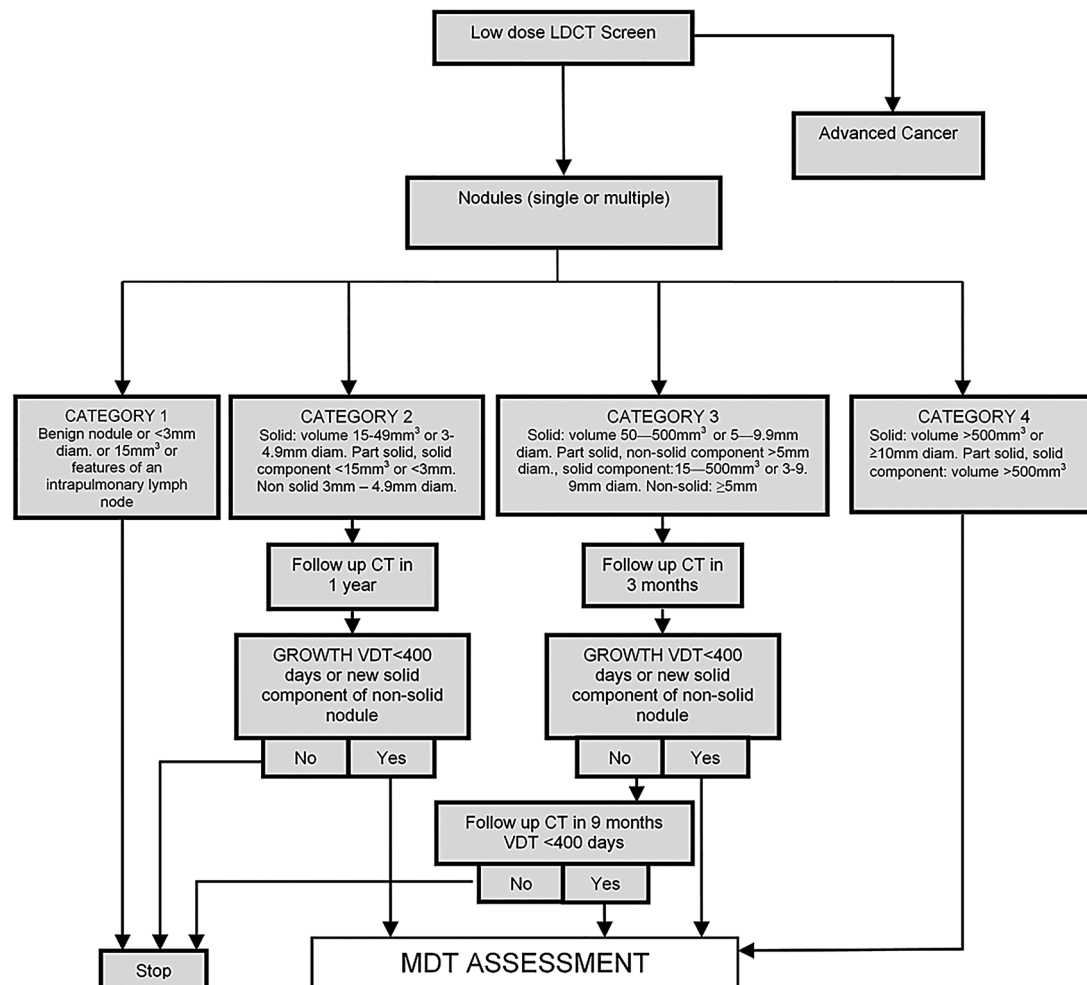 Low dose LDCT Screen
Advanced Cancer
Nodules (single or multiple)
CATEGORY 1
Benign nodule or <3mm
diam. or 15mm³ or
features of an
intrapulmonary lymph
node
CATEGORY 2
Solid: volume 15-49mm³ or 3-
4.9mm diam. Part solid, solid
component <15mm³ or <3mm.
Non solid 3mm – 4.9mm diam.
CATEGORY 3
Solid: volume 50—500mm³ or 5—9.9mm
diam. Part solid, non-solid component >5mm
diam., solid component:15—500mm³ or 3-9.
9mm diam. Non-solid: ≥5mm
CATEGORY 4
Solid: volume >500mm³ or
≥10mm diam. Part solid, solid
component: volume >500mm³
Follow up CT in
1 year
Follow up CT in
3 months
GROWTH VDT<400
days or new solid
component of non-solid
nodule
No
Yes
GROWTH VDT<400
days or new solid
component of non-solid
nodule
No
Yes
Follow up CT in 9 months
VDT <400 days
No
Yes
Stop
MDT ASSESSMENT